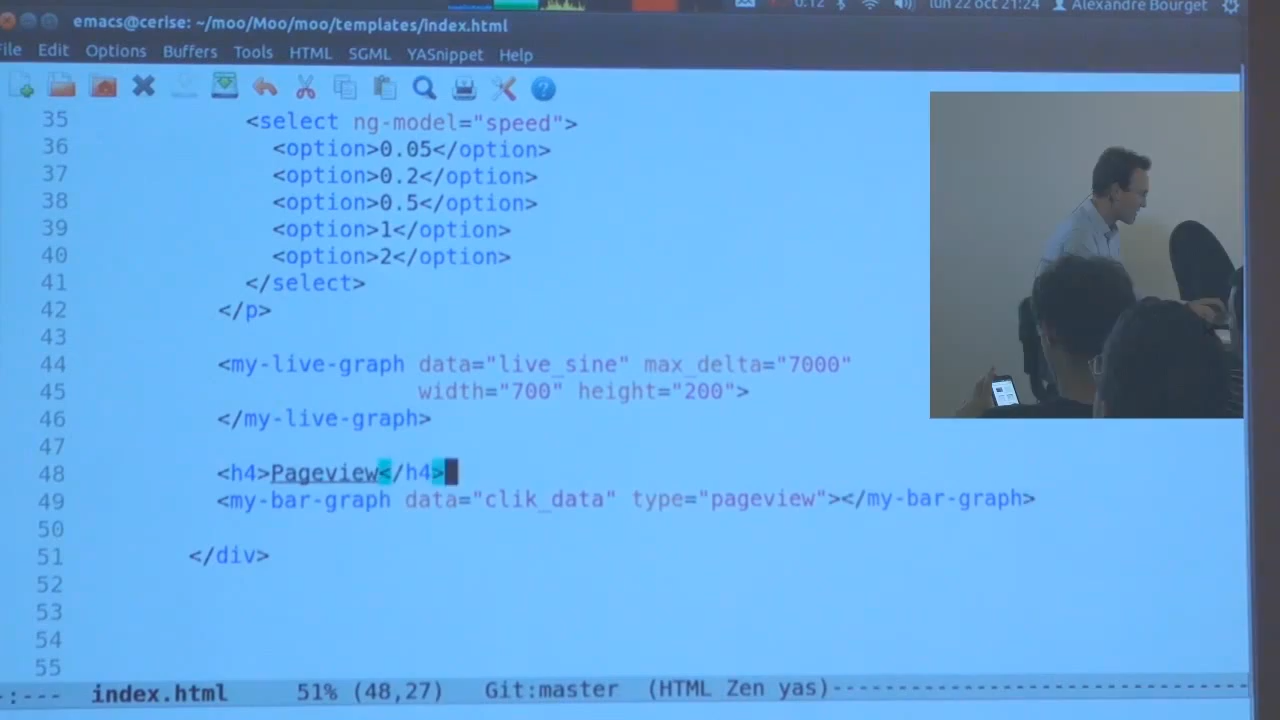 0.12 lun 22 oct 21:24 Alexandre Bourget
emacs@cerise: ~/moo/Moo/moo/templates/index.html
File Edit Options Buffers Tools HTML SGML YASnippet Help
35 <select ng-model="speed">
36 <option>0.05</option>
37 <option>0.2</option>
38 <option>0.5</option>
39 <option>1</option>
40 <option>2</option>
41 </select>
42 </p>
43
44 <my-live-graph data="live_sine" max_delta="7000"
45 width="700" height="200">
46 </my-live-graph>
47
48 <h4>Pageview</h4>
49 <my-bar-graph data="clik_data" type="pageview"></my-bar-graph>
50
51 </div>
52
53
54
55
-:--- index.html 51% (48,27) Git:master (HTML Zen yas)--------------------------------